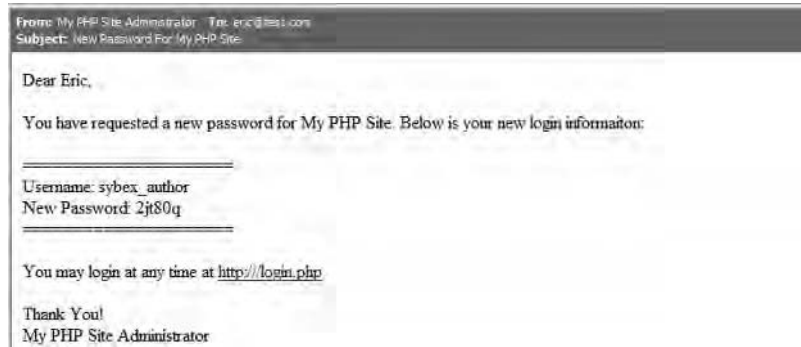 From: My PHP Site Administrator To: eric@test.com
Subject: New Password For My PHP Site
Dear Eric,
You have requested a new password for My PHP Site. Below is your new login informaiton:
=====================
Username: sybex_author
New Password: 2jt80q
=====================
You may login at any time at http:///login.php
Thank You!
My PHP Site Administrator